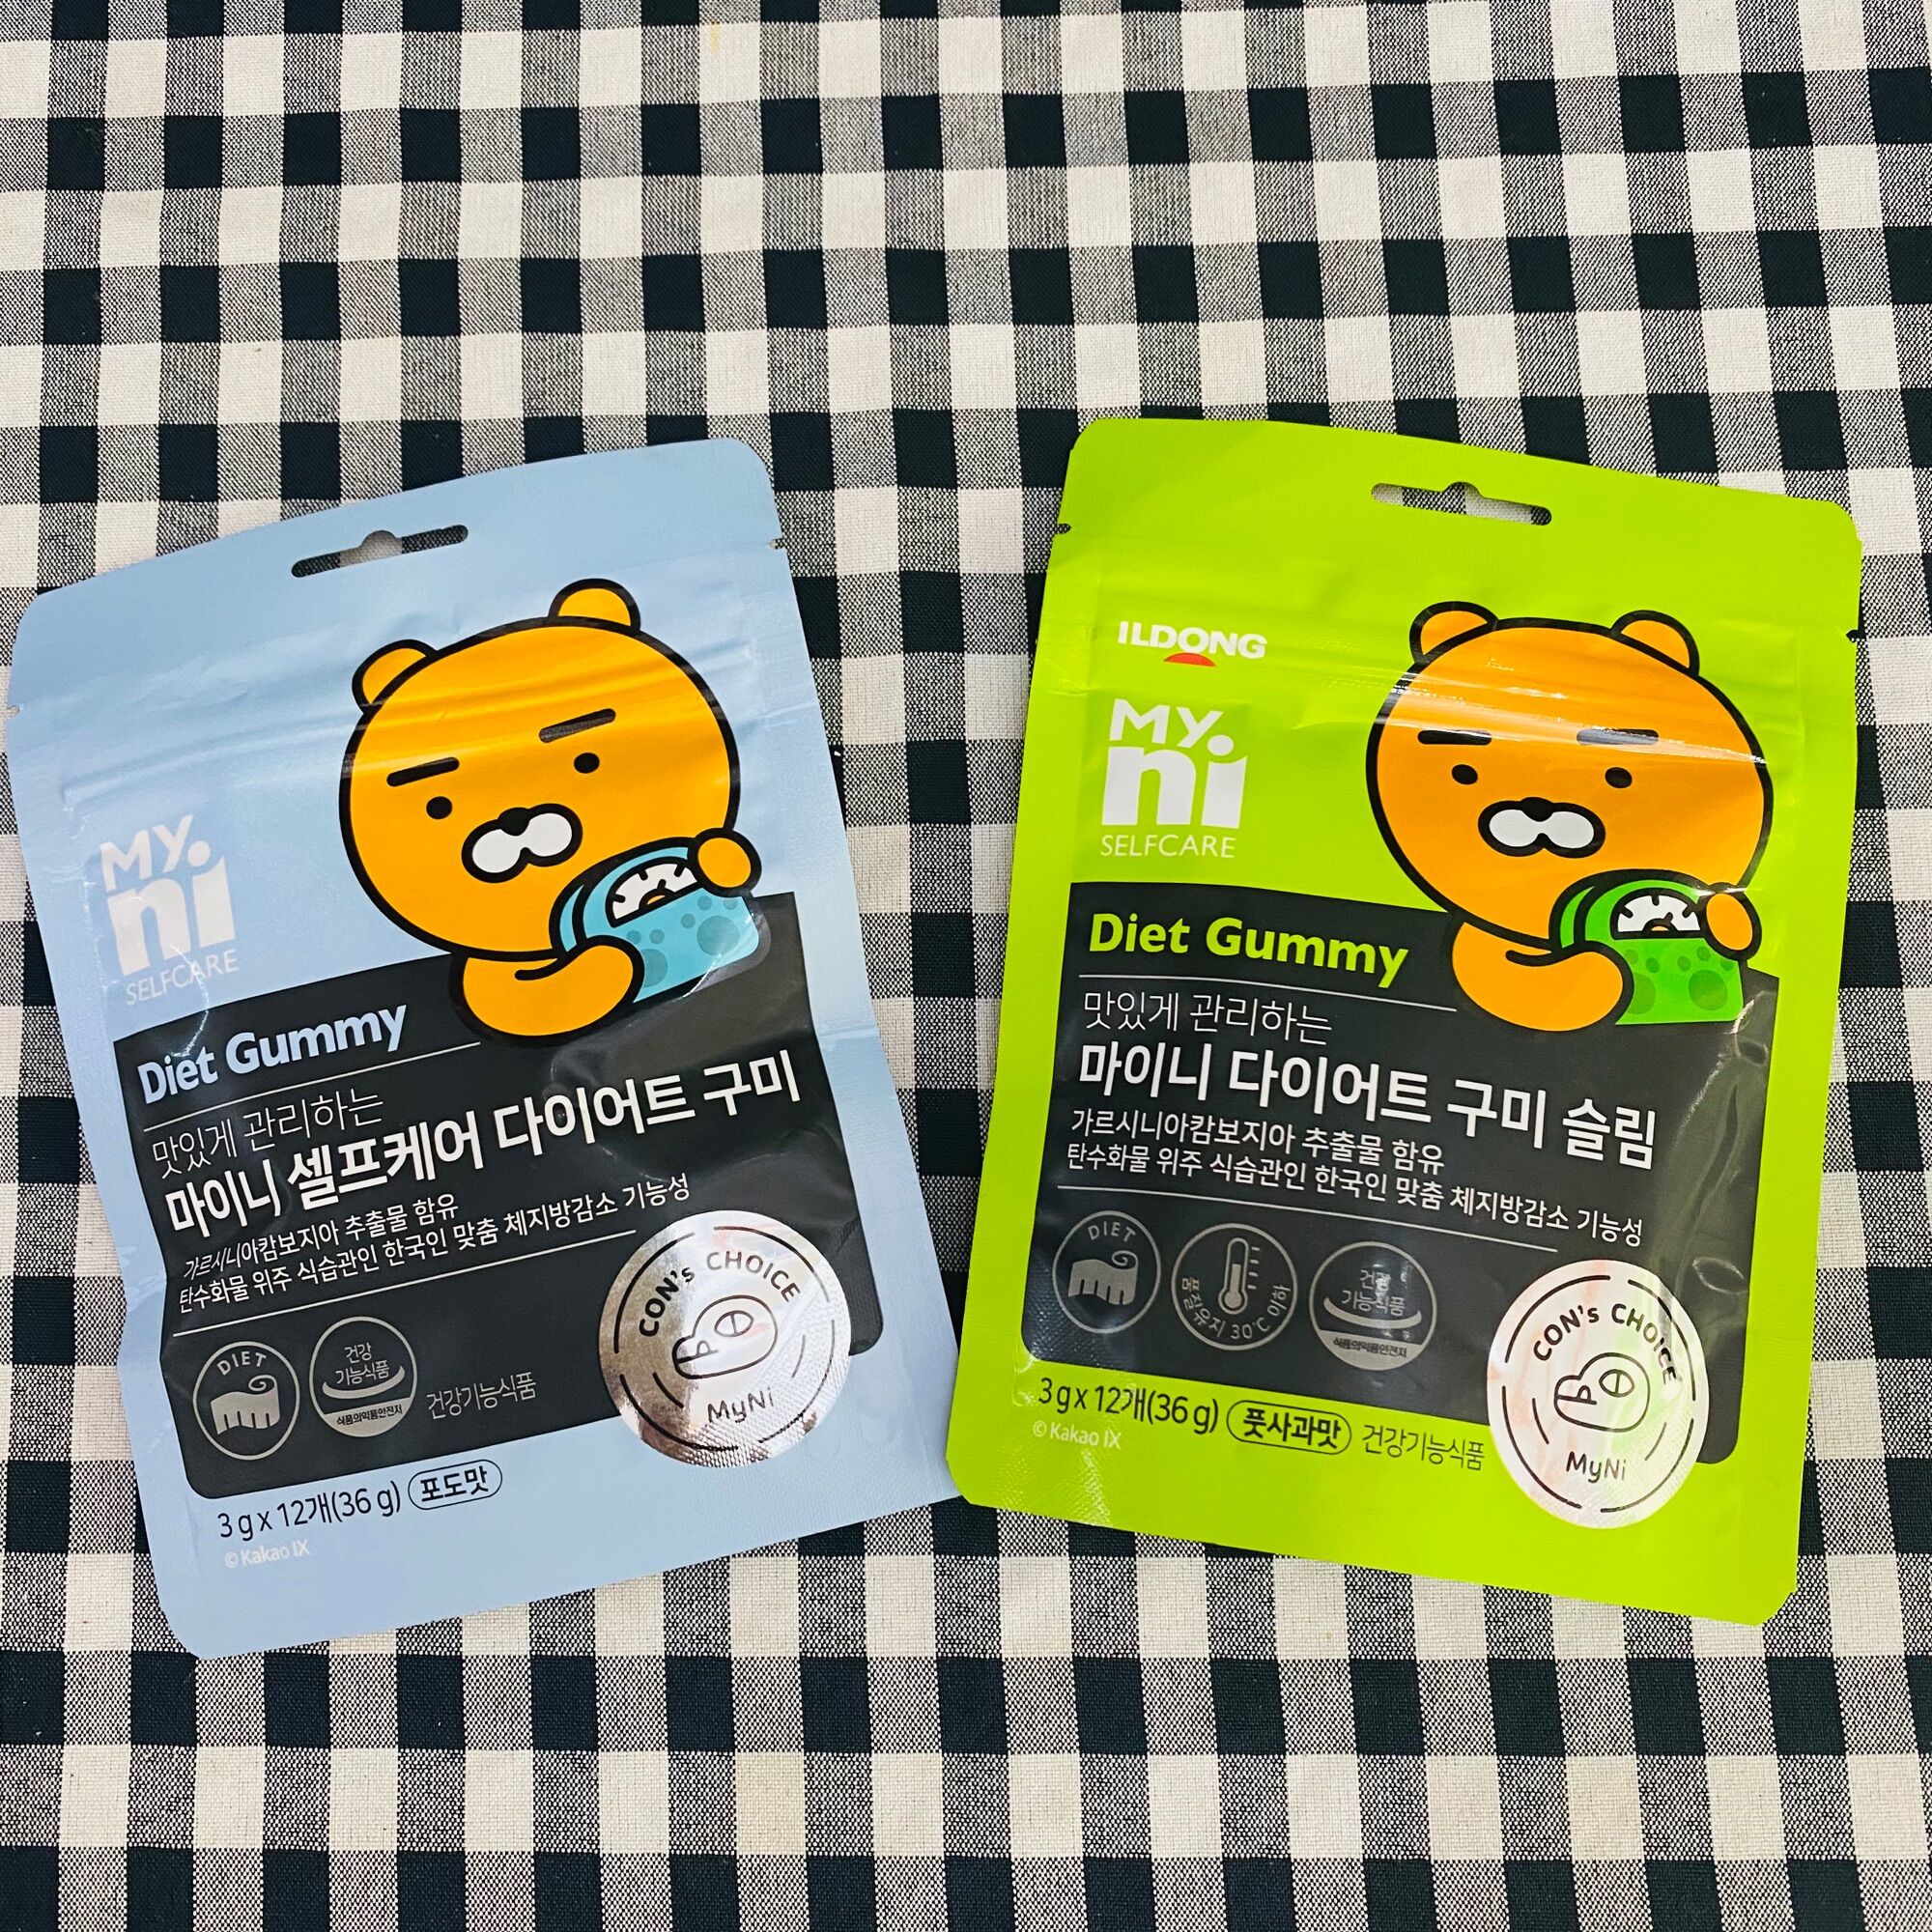 MY.
ni
SELFCARE
Diet Gummy
맛있게 관리하는
마이니 셀프케어 다이어트 구미
가르시니아캄보지아 추출물 함유
탄수화물 위주 식습관인 한국인 맞춤 체지방감소 기능성
DIET
건강
기능식품
식품의약품안전처
건강기능식품
CON's CHOICE
MyNi
3 g x 12개(36 g) 포도맛
© Kakao IX
ILDONG
MY.
ni
SELFCARE
Diet Gummy
맛있게 관리하는
마이니 다이어트 구미 슬림
가르시니아캄보지아 추출물 함유
탄수화물 위주 식습관인 한국인 맞춤 체지방감소 기능성
DIET
품질유지 30℃ 이하
건강
기능식품
식품의약품안전처
CON's CHOICE
MyNi
3 g x 12개(36 g) 풋사과맛 건강기능식품
© Kakao IX